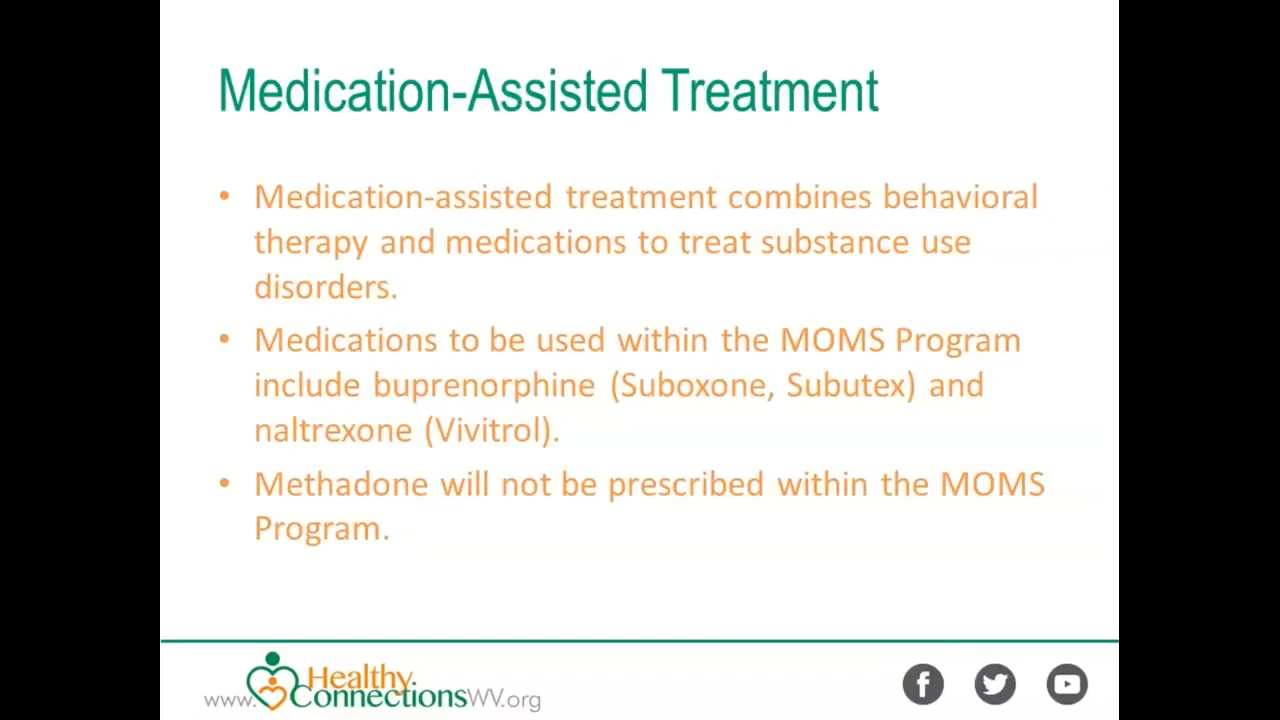 Medication-Assisted Treatment
• Medication-assisted treatment combines behavioral
therapy and medications to treat substance use
disorders.
• Medications to be used within the MOMS Program
include buprenorphine (Suboxone, Subutex) and
naltrexone (Vivitrol).
• Methadone will not be prescribed within the MOMS
Program.
www.Healthy
ConnectionsWV.org